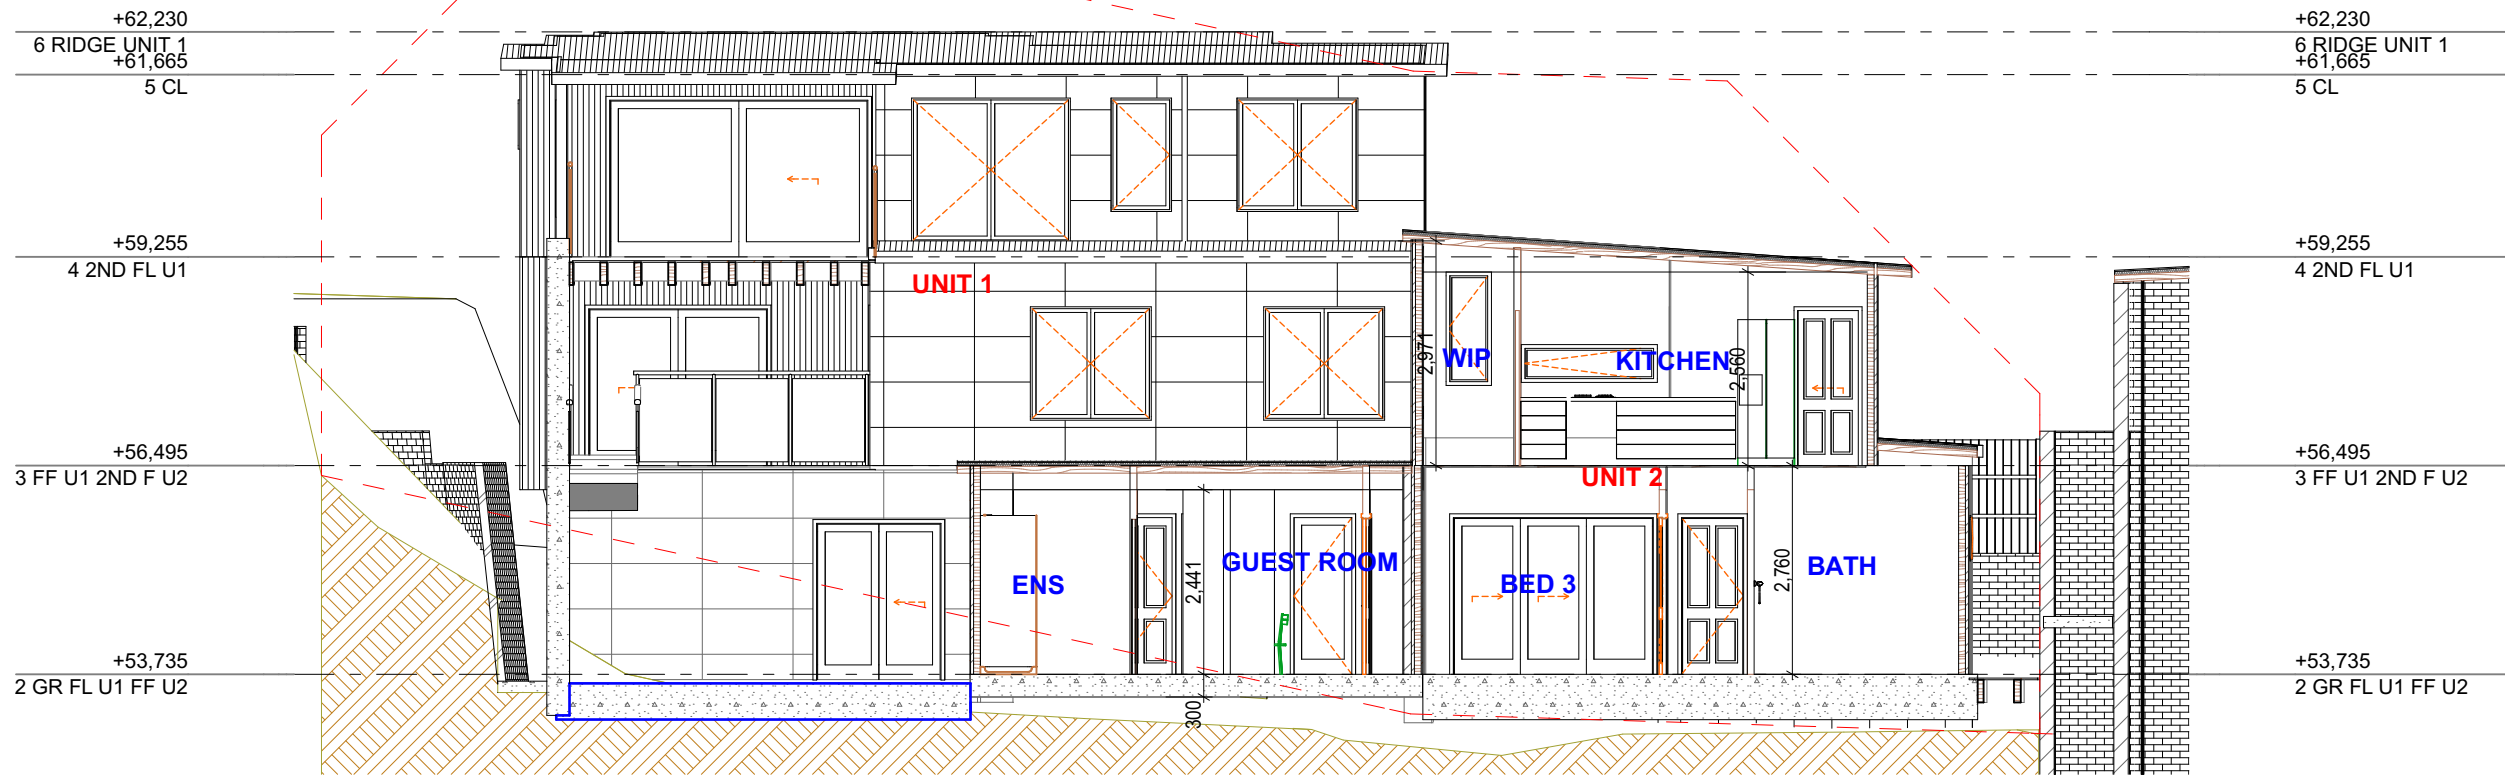 +62,230
6 RIDGE UNIT 1
+61,665
5 CL
+59,255
4 2ND FL U1
+56,495
3 FF U1 2ND F U2
+53,735
2 GR FL U1 FF U2
UNIT 1
2,971
WIP
KITCHEN
2,560
UNIT 2
ENS
2,441
GUEST ROOM
BED 3
2,760
BATH
300
+62,230
6 RIDGE UNIT 1
+61,665
5 CL
+59,255
4 2ND FL U1
+56,495
3 FF U1 2ND F U2
+53,735
2 GR FL U1 FF U2